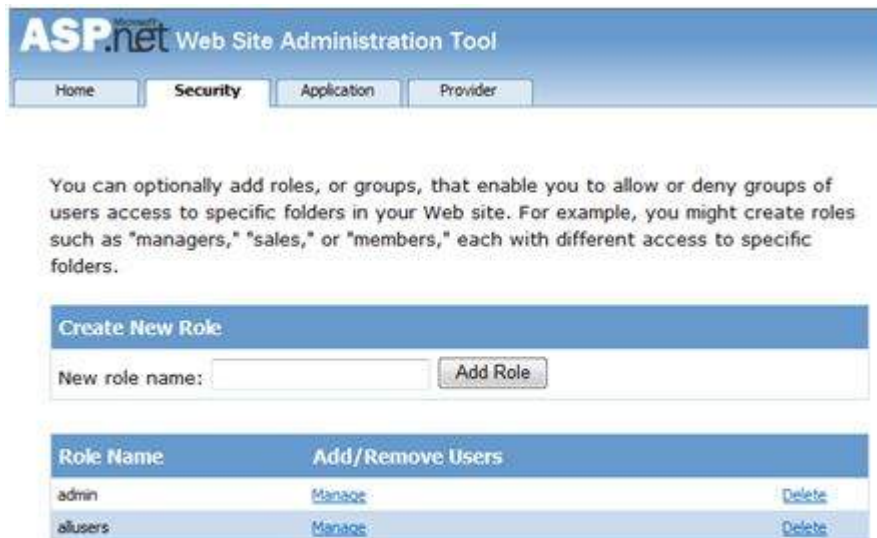 Microsoft
ASP.net Web Site Administration Tool
Home Security Application Provider
You can optionally add roles, or groups, that enable you to allow or deny groups of
users access to specific folders in your Web site. For example, you might create roles
such as "managers," "sales," or "members," each with different access to specific
folders.
Create New Role
New role name: Add Role
Role Name Add/Remove Users
admin Manage Delete
allusers Manage Delete